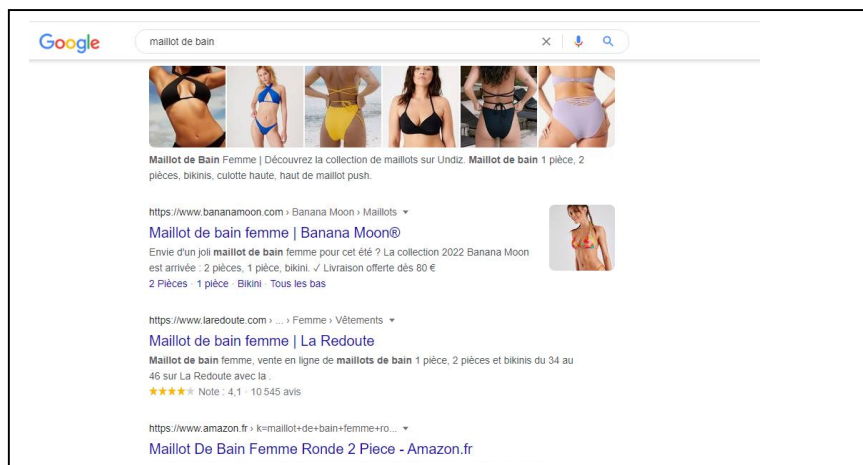 Google
maillot de bain
Maillot de Bain Femme | Découvrez la collection de maillots sur Undiz. Maillot de bain 1 pièce, 2
pièces, bikinis, culotte haute, haut de maillot push.
https://www.bananamoon.com › Banana Moon › Maillots
Maillot de bain femme | Banana Moon®
Envie d'un joli maillot de bain femme pour cet été ? La collection 2022 Banana Moon
est arrivée : 2 pièces, 1 pièce, bikini. ✓ Livraison offerte dès 80 €
2 Pièces · 1 pièce · Bikini · Tous les bas
https://www.laredoute.com › ... › Femme › Vêtements
Maillot de bain femme | La Redoute
Maillot de bain femme, vente en ligne de maillots de bain 1 pièce, 2 pièces et bikinis du 34 au
46 sur La Redoute avec la .
Note : 4,1 · 10 545 avis
https://www.amazon.fr › k=maillot+de+bain+femme+ro...
Maillot De Bain Femme Ronde 2 Piece - Amazon.fr